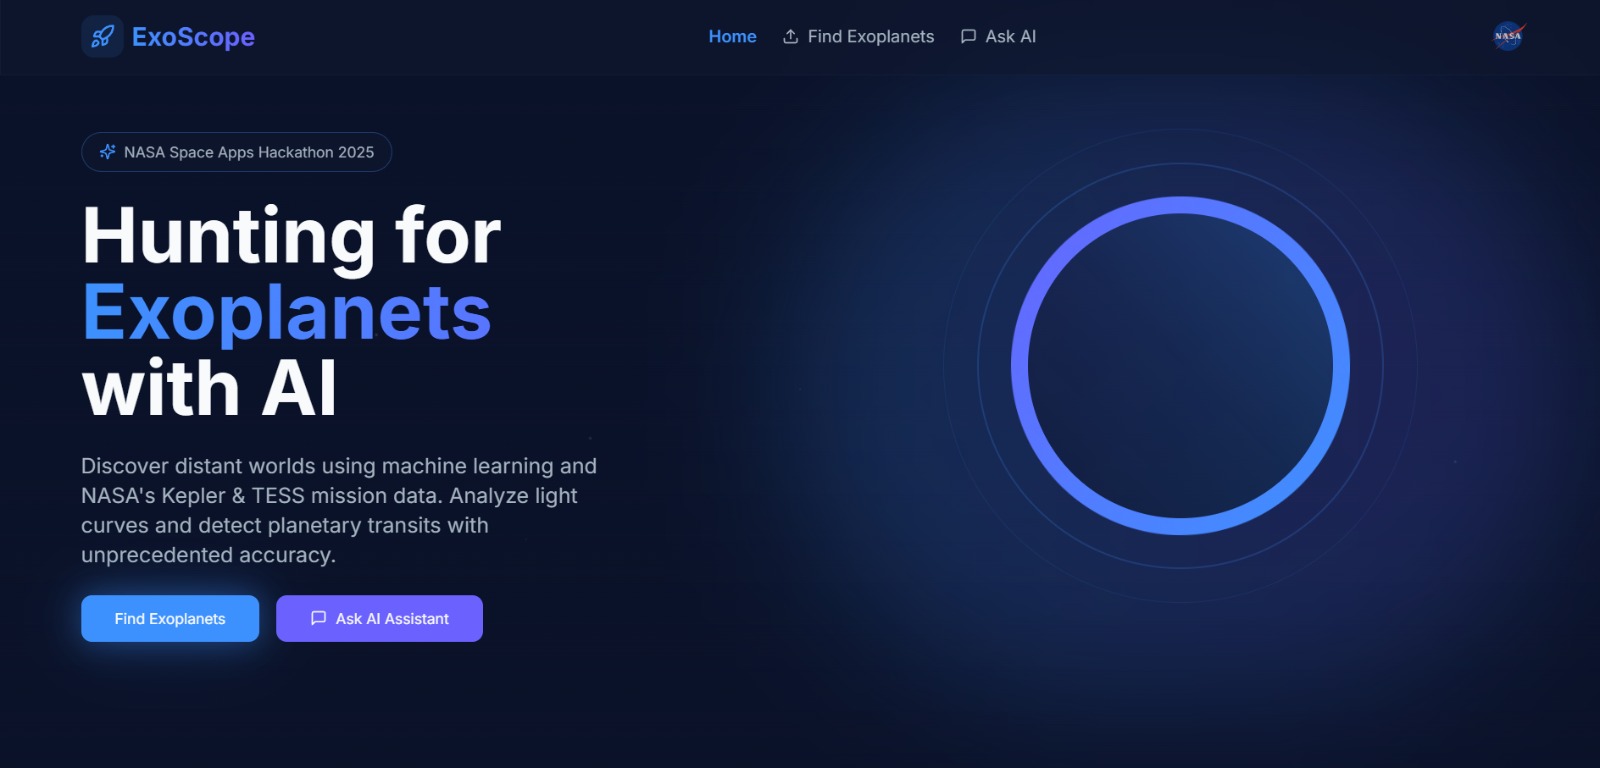 ExoScope
Home
Find Exoplanets
Ask AI
NASA
NASA Space Apps Hackathon 2025
Hunting for
Exoplanets
with AI
Discover distant worlds using machine learning and
NASA's Kepler & TESS mission data. Analyze light
curves and detect planetary transits with
unprecedented accuracy.
Find Exoplanets
Ask AI Assistant